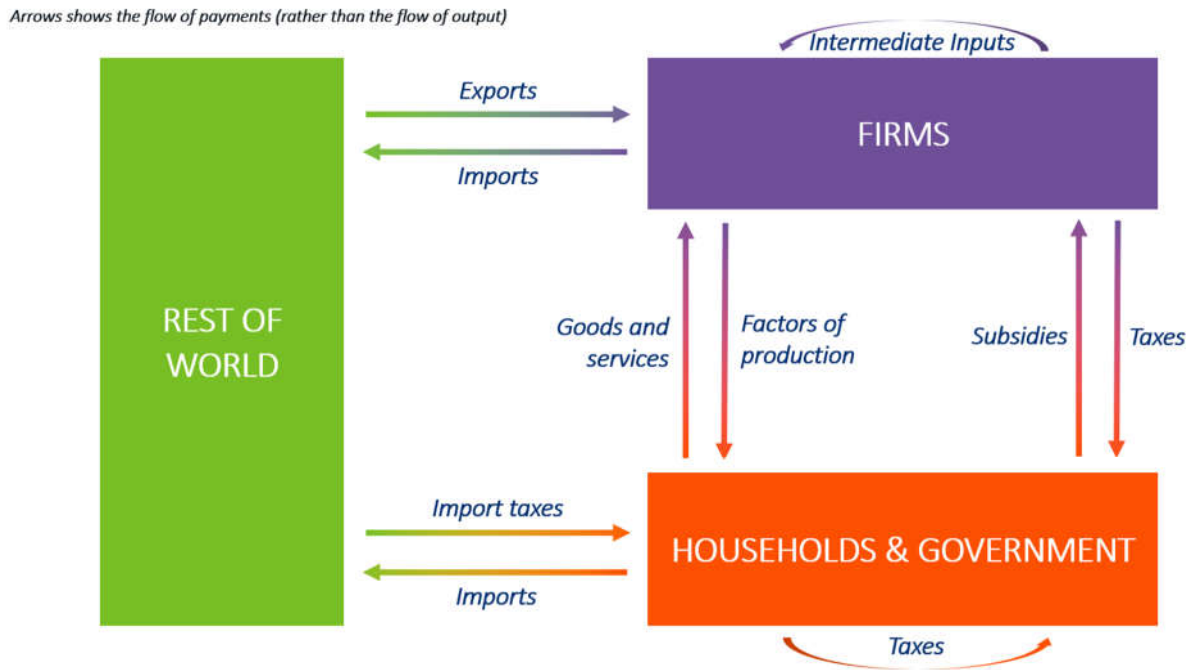 Arrows shows the flow of payments (rather than the flow of output)
Intermediate Inputs
Exports
FIRMS
Imports
REST OF
WORLD
Goods and
services
Factors of
production
Subsidies
Taxes
Import taxes
HOUSEHOLDS & GOVERNMENT
Imports
Taxes